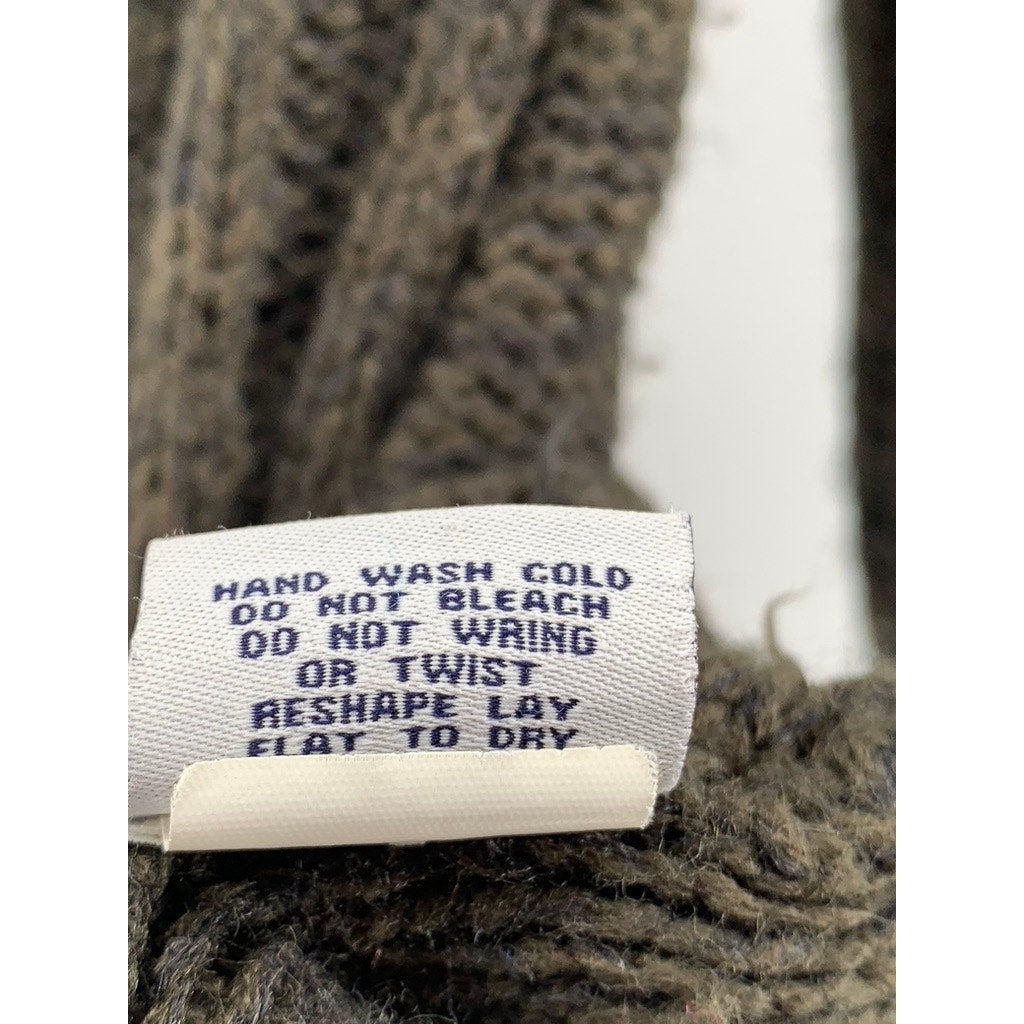 HAND WASH COLD
DO NOT BLEACH
DO NOT WRING
OR TWIST
RESHAPE LAY
FLAT TO DRY